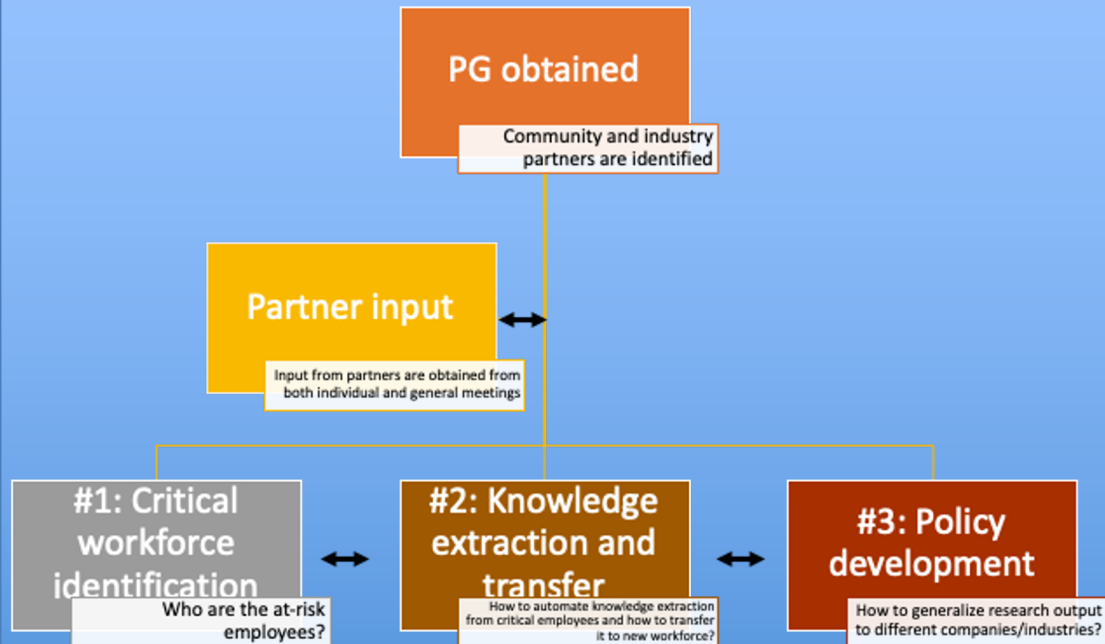 PG obtained
Community and industry
partners are identified
Partner input
Input from partners are obtained from
both individual and general meetings
#1: Critical
workforce
identification
Who are the at-risk
employees?
#2: Knowledge
extraction and
transfer
How to automate knowledge extraction
from critical employees and how to transfer
it to new workforce?
#3: Policy
development
How to generalize research output
to different companies/industries?